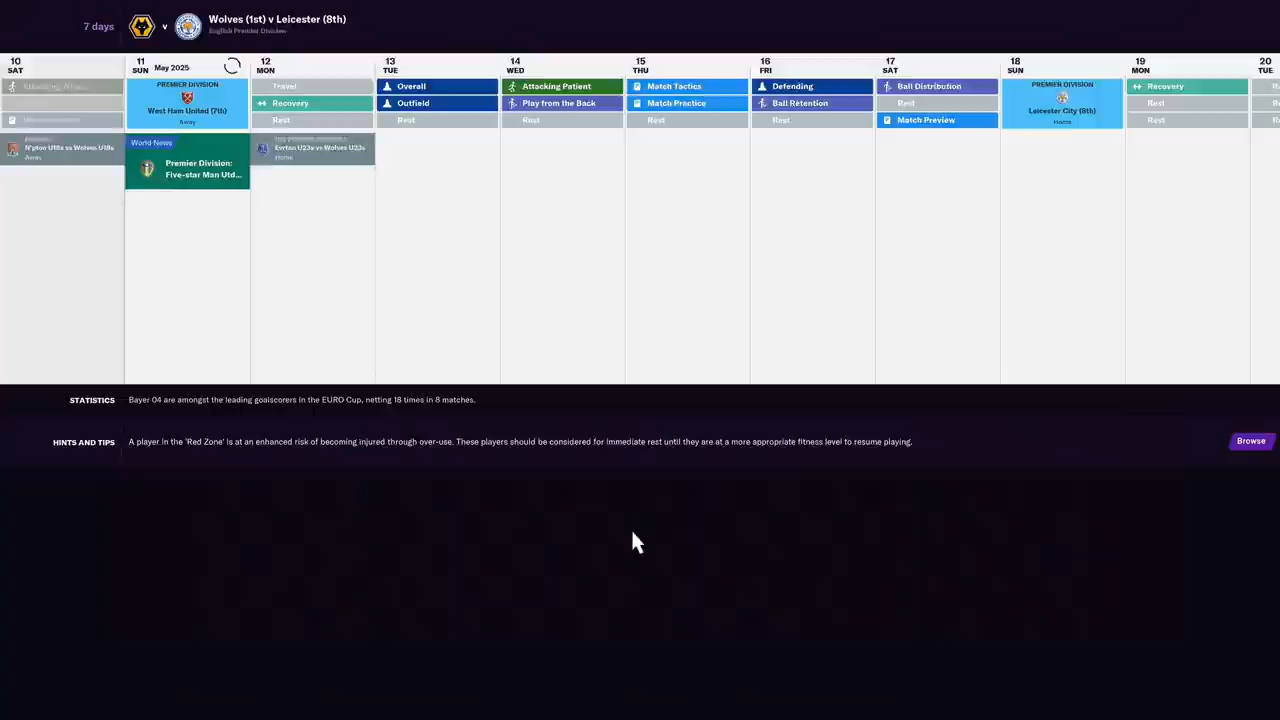 7 days
v
Wolves (1st) v Leicester (8th)
English Premier Division
10
SAT
11
SUN May 2025
12
MON
13
TUE
14
WED
15
THU
16
FRI
17
SAT
18
SUN
19
MON
20
TUE
PREMIER DIVISION
West Ham United (7th)
Away
Travel
Recovery
Rest
Overall
Outfield
Rest
Attacking Patient
Play from the Back
Rest
Match Tactics
Match Practice
Rest
Defending
Ball Retention
Rest
Ball Distribution
Rest
Match Preview
PREMIER DIVISION
Leicester City (8th)
Home
Recovery
Rest
Rest
N'pton U18s vs Wolves U18s
Away
World News
Premier Division:
Five-star Man Utd...
Everton U23s vs Wolves U23s
Home
STATISTICS Bayer 04 are amongst the leading goalscorers in the EURO Cup, netting 18 times in 8 matches.
HINTS AND TIPS A player in the 'Red Zone' is at an enhanced risk of becoming injured through over-use. These players should be considered for immediate rest until they are at a more appropriate fitness level to resume playing.
Browse